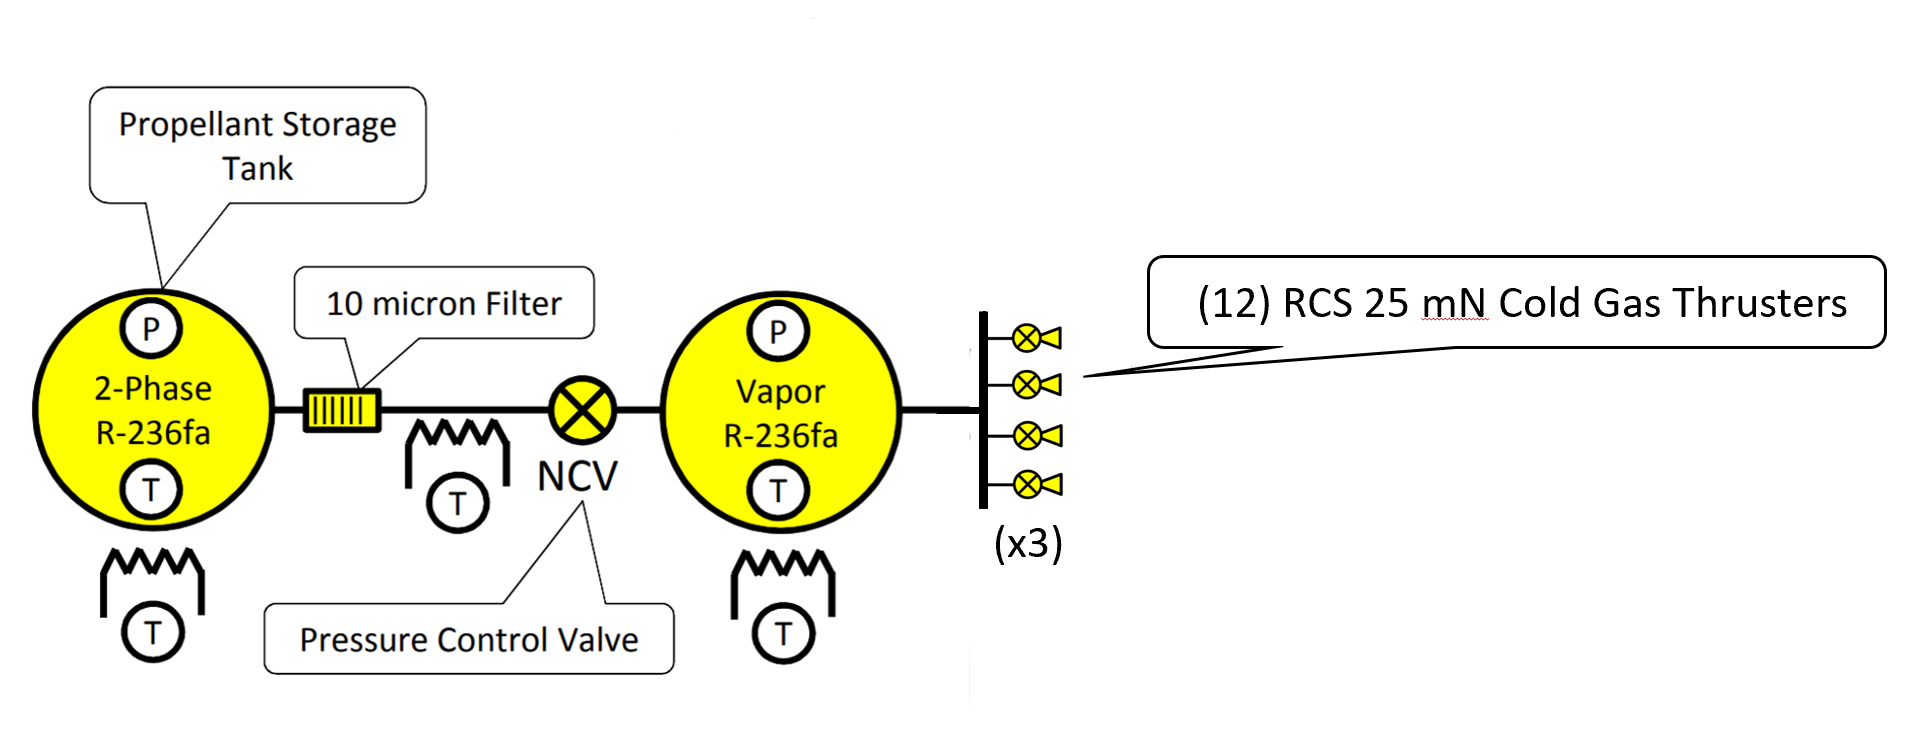 Propellant Storage
Tank
10 micron Filter
(12) RCS 25 mN Cold Gas Thrusters
P
2-Phase
R-236fa
T
T
T
NCV
P
Vapor
R-236fa
T
T
(x3)
Pressure Control Valve